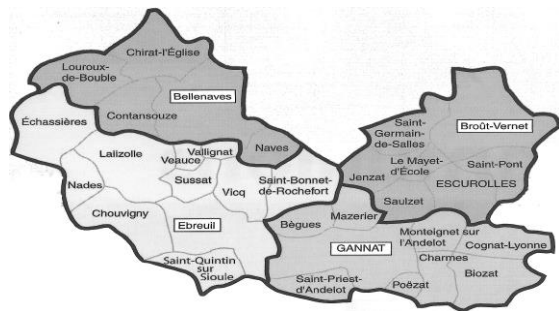 Chirat-l'Église
Louroux-
de-Bouble
Bellenaves
Contansouze
Échassières
Naves
Lalizolle
Vallignat
Veauce
Sussat
Nades
Vicq
Saint-Bonnet-
de-Rochefort
Chouvigny
Ebreuil
Saint-Quintin
sur
Sioule
Saint-
Germain-
de-Salles
Broût-Vernet
Le Mayet-
d'École
Saint-Pont
Jenzat
ESCUROLLES
Saulzet
Bègues
Mazerier
GANNAT
Monteignet sur
l'Andelot
Cognat-Lyonne
Charmes
Biozat
Saint-Priest-
d'Andelot
Poëzat